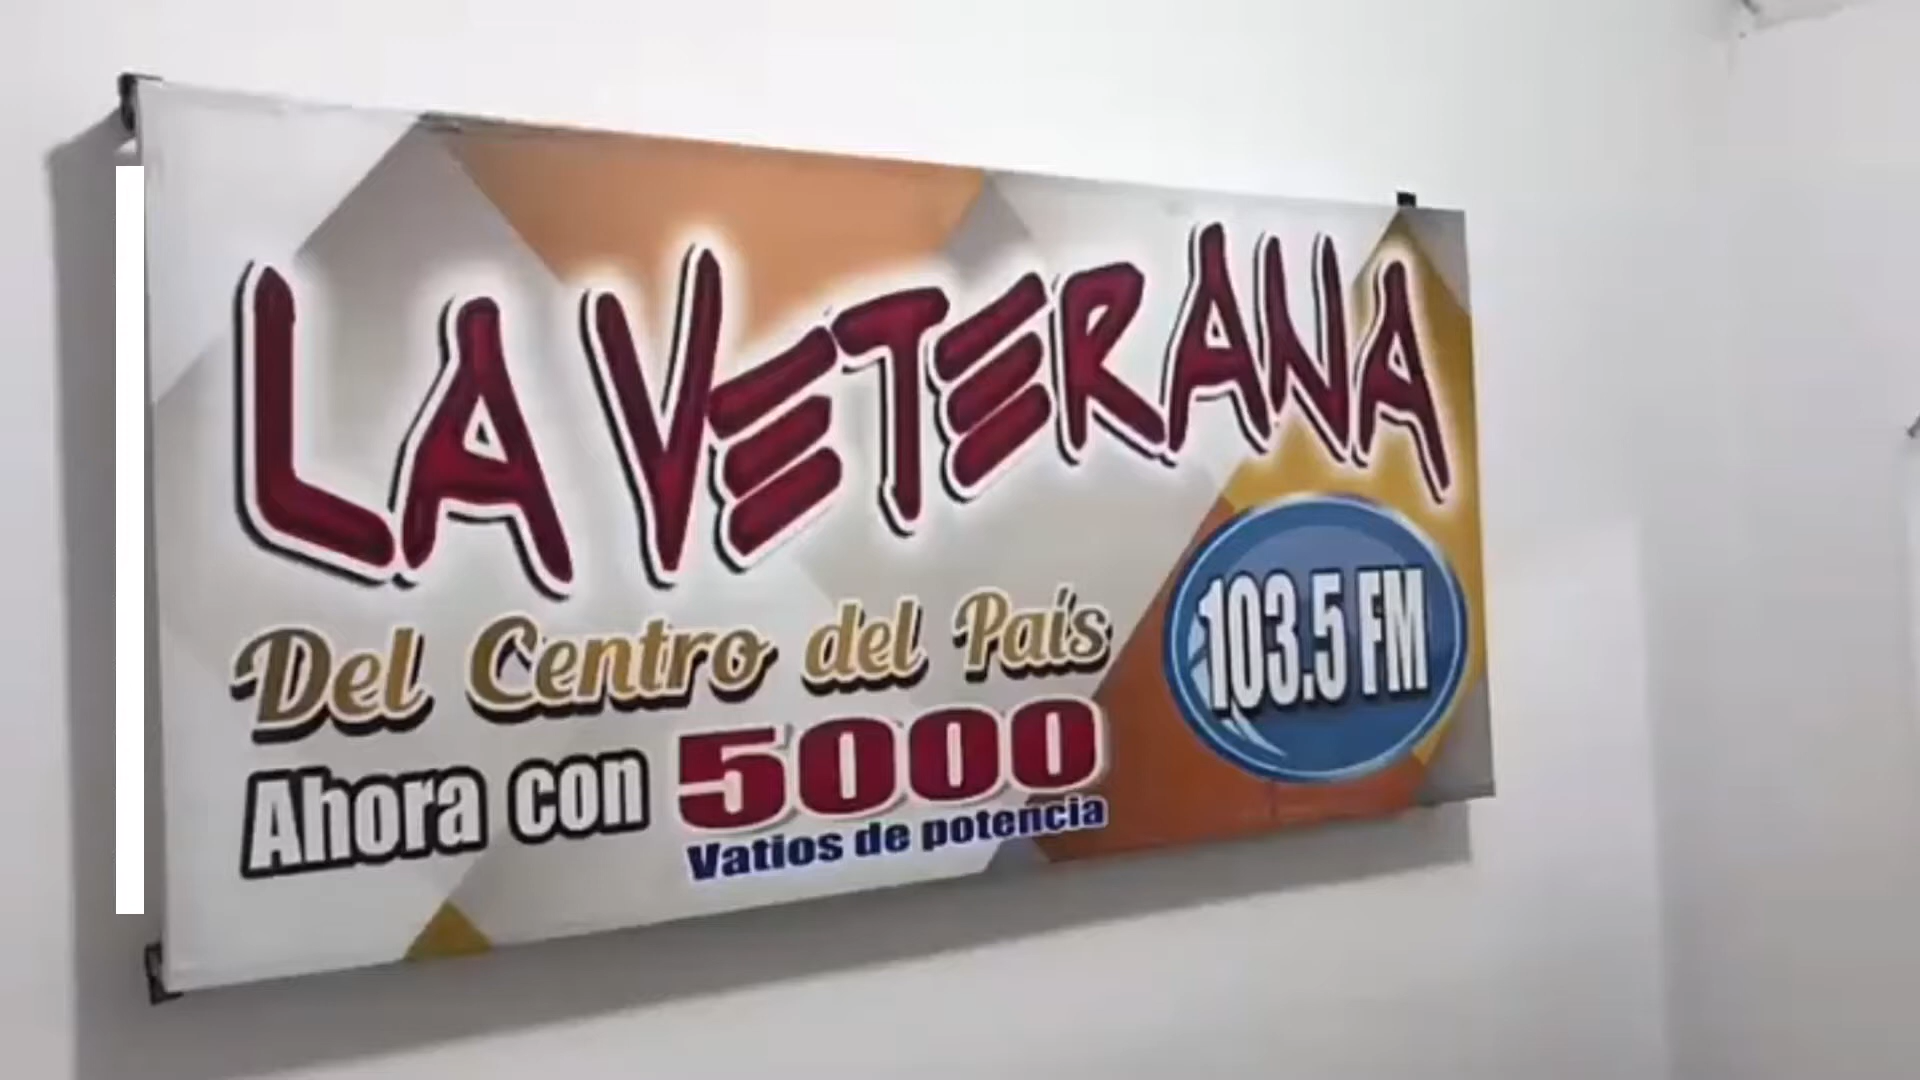 LA VETERANA
Del Centro del País
103.5 FM
Ahora con 5000
Vatios de potencia